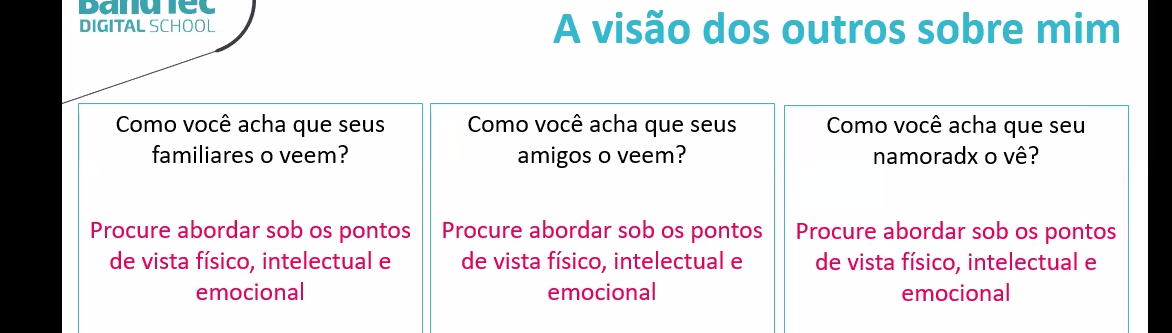 BandTec
DIGITAL SCHOOL
A visão dos outros sobre mim
Como você acha que seus
familiares o veem?
Procure abordar sob os pontos
de vista físico, intelectual e
emocional
Como você acha que seus
amigos o veem?
Procure abordar sob os pontos
de vista físico, intelectual e
emocional
Como você acha que seu
namoradx o vê?
Procure abordar sob os pontos
de vista físico, intelectual e
emocional